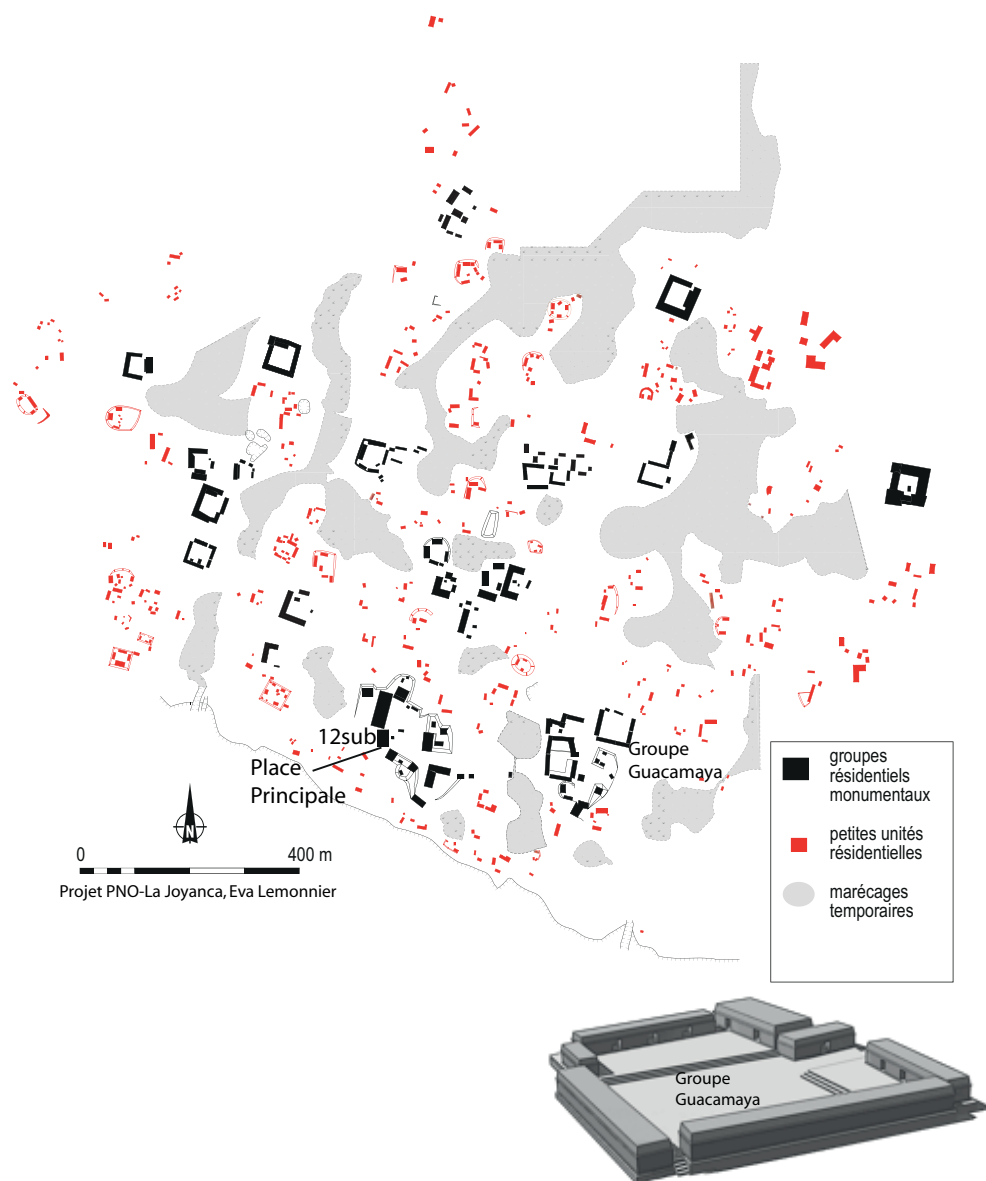 12sub
Place
Principale
Groupe
Guacamaya
N
0 400 m
Projet PNO-La Joyanca, Eva Lemonnier
groupes
résidentiels
monumentaux
petites unités
résidentielles
marécages
temporaires
Groupe
Guacamaya